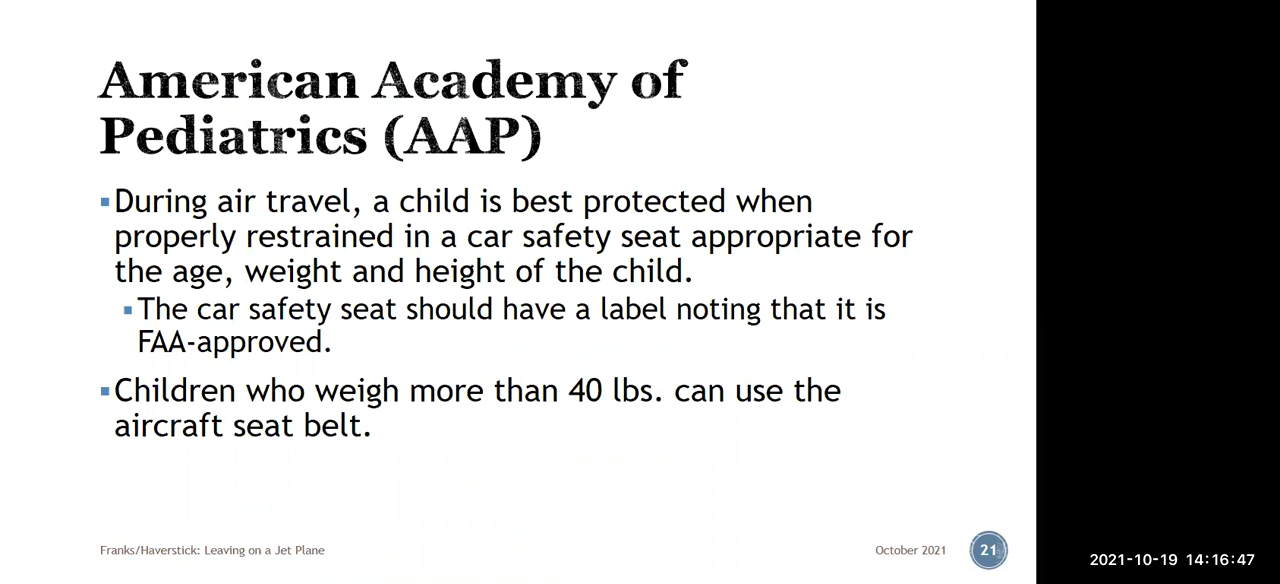 American Academy of
Pediatrics (AAP)
▪During air travel, a child is best protected when
properly restrained in a car safety seat appropriate for
the age, weight and height of the child.
▪The car safety seat should have a label noting that it is
FAA-approved.
▪Children who weigh more than 40 lbs. can use the
aircraft seat belt.
Franks/Haverstick: Leaving on a Jet Plane
October 2021
21
2021-10-19 14:16:47